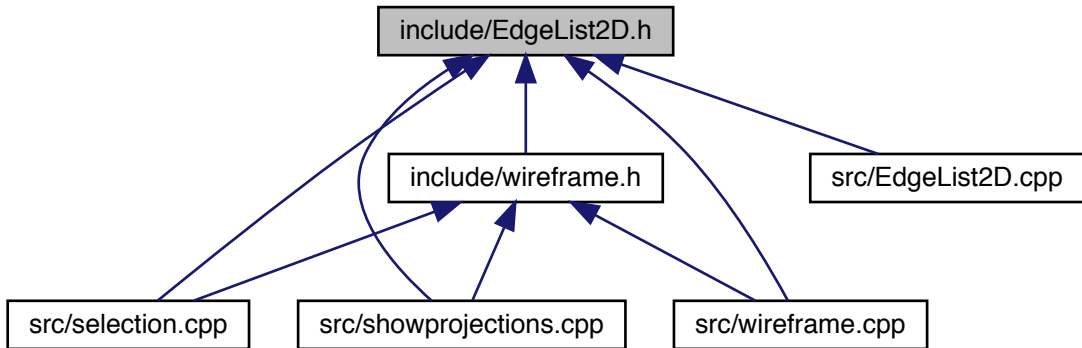 include/EdgeList2D.h
include/wireframe.h
src/EdgeList2D.cpp
src/selection.cpp
src/showprojections.cpp
src/wireframe.cpp